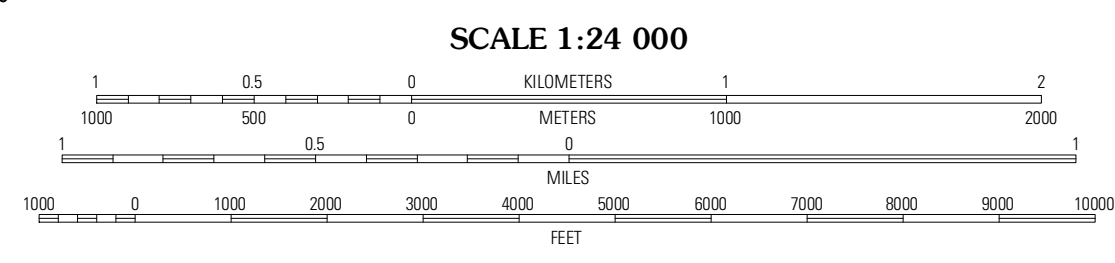 SCALE 1:24 000
1 0.5 0 KILOMETERS 1 2
1000 500 0 METERS 1000 2000
1 0.5 0 1
MILES
1000 0 1000 2000 3000 4000 5000 6000 7000 8000 9000 10000
FEET